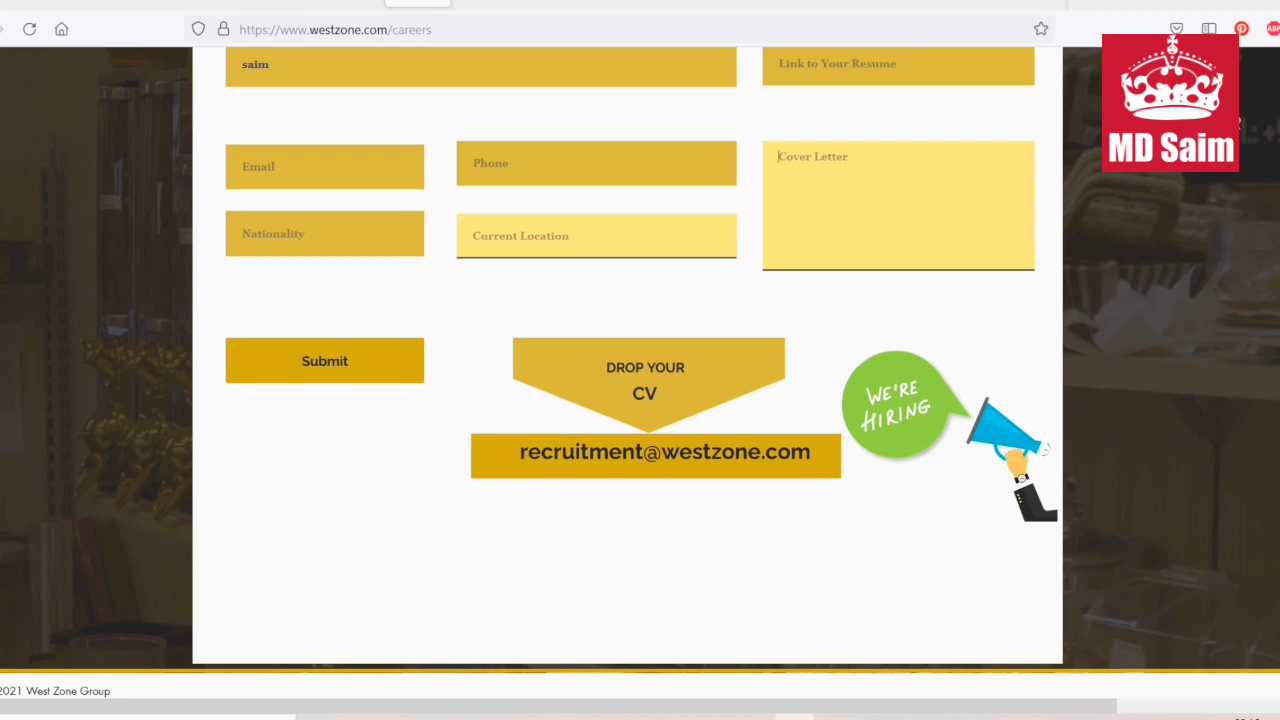 https://www.westzone.com/careers
ABP
MD Saim
saim
Link to Your Resume
Email
Phone
Cover Letter
Nationality
Current Location
Submit
DROP YOUR
CV
recruitment@westzone.com
WE'RE
HIRING
2021 West Zone Group